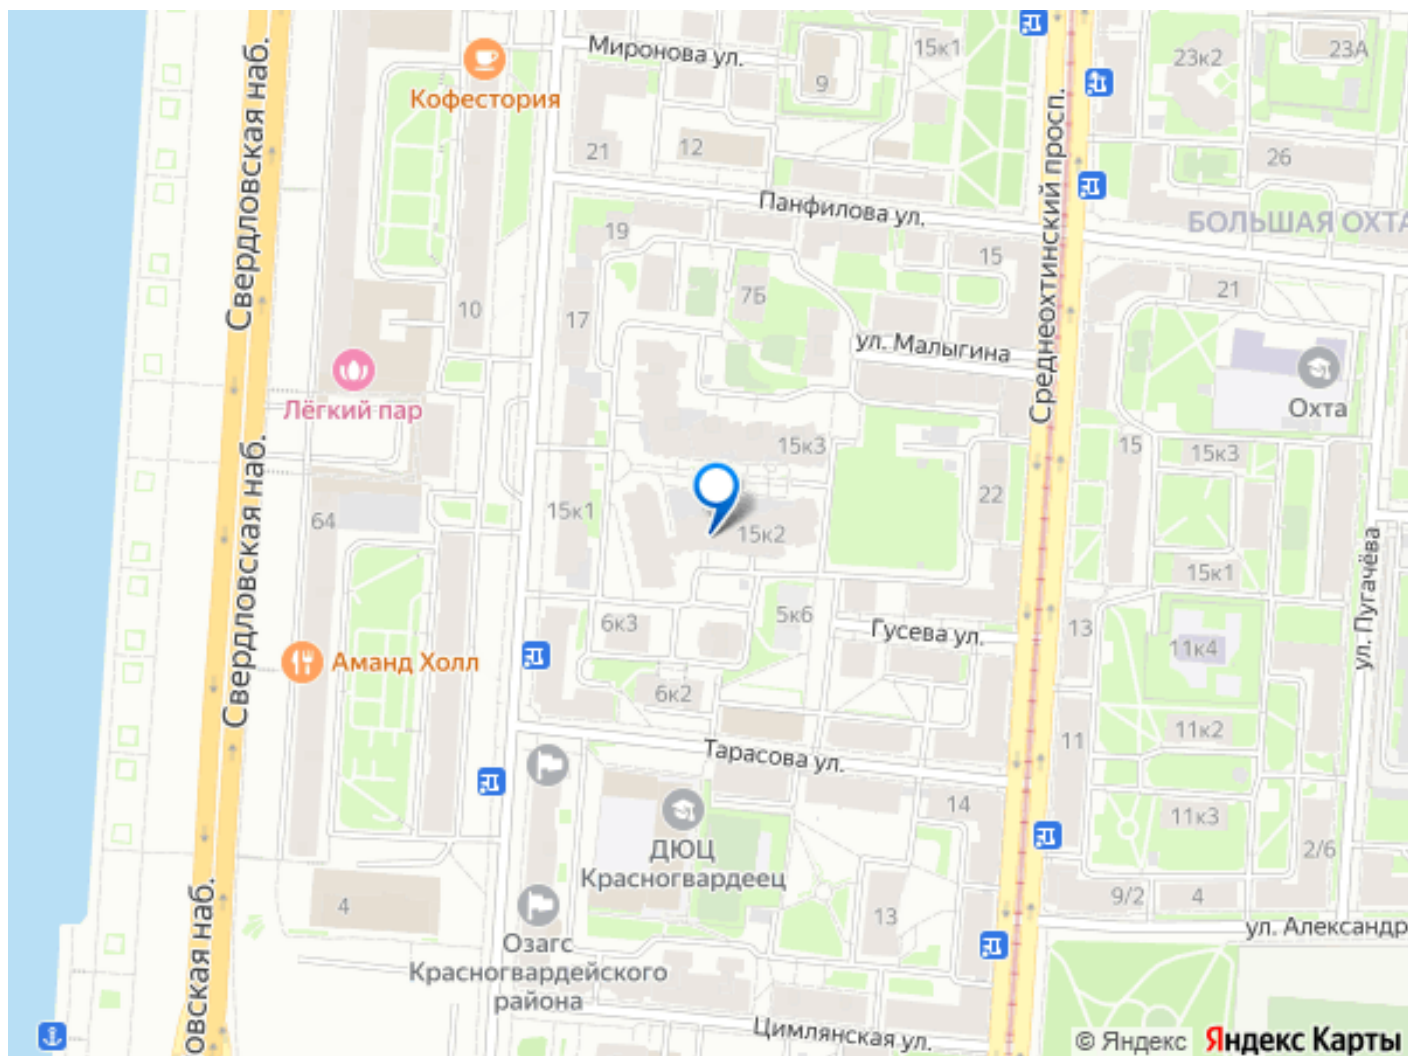 Миронова ул.
15к1
23к2
23А
9
Кофестория
Свердловская наб.
21
12
26
Среднеохтинский просп.
Панфилова ул.
БОЛЬШАЯ ОХТА
19
15
7Б
21
10
17
ул. Малыгина
Лёгкий пар
Охта
15к3
15
15к3
Свердловская наб.
64
15к1
15к2
22
15к1
ул. Пугачёва
6к3
5к6
Гусева ул.
13
11к4
Аманд Холл
6к2
11к2
Тарасова ул.
11
14
11к3
ДЮЦ
Красногвардеец
2/6
4
9/2
4
13
ул. Александр
Озагс
Красногвардейского
района
овская наб.
Цимлянская ул.
© Яндекс Яндекс Карты